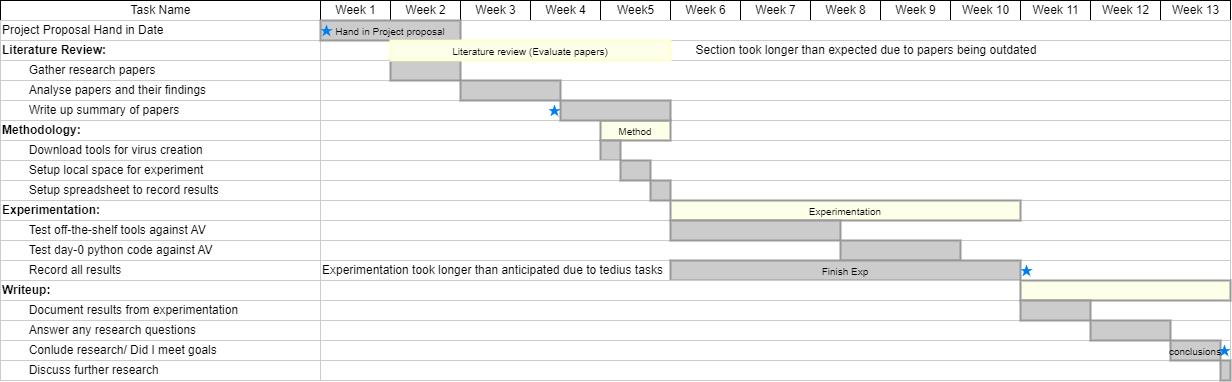 Task Name Week 1 Week 2 Week 3 Week 4 Week5 Week 6 Week 7 Week 8 Week 9 Week 10 Week 11 Week 12 Week 13
Project Proposal Hand in Date Hand in Project proposal
Literature Review: Literature review (Evaluate papers) Section took longer than expected due to papers being outdated
Gather research papers
Analyse papers and their findings
Write up summary of papers
Methodology: Method
Download tools for virus creation
Setup local space for experiment
Setup spreadsheet to record results
Experimentation: Experimentation
Test off-the-shelf tools against AV
Test day-0 python code against AV
Record all results Experimentation took longer than anticipated due to tedius tasks Finish Exp
Writeup:
Document results from experimentation
Answer any research questions
Conlude research/ Did I meet goals conclusions
Discuss further research